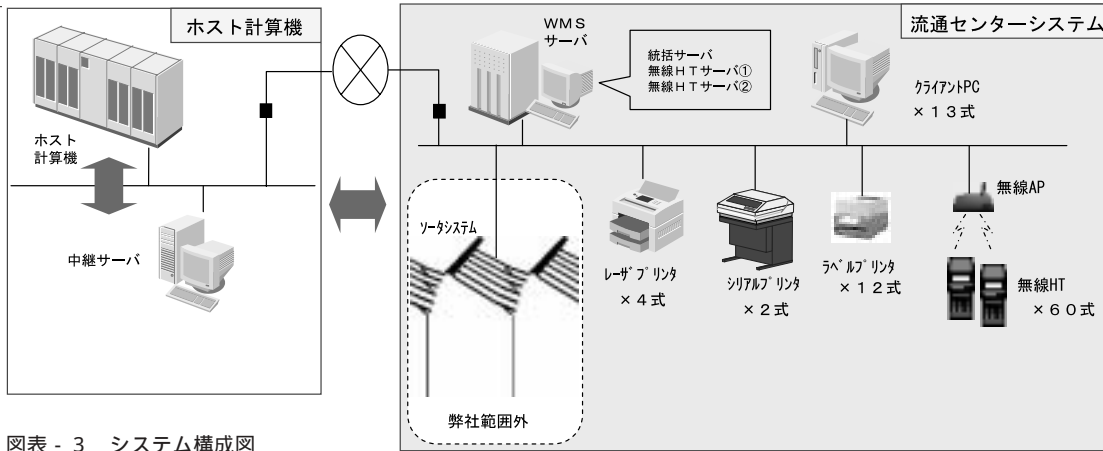 ホスト計算機
ホスト
計算機
中継サーバ
流通センターシステム
WMS
サーバ
統括サーバ
無線HTサーバ①
無線HTサーバ②
クライアントPC
×13式
ソータシステム
弊社範囲外
レーザプリンタ
×4式
シリアルプリンタ
×2式
ラベルプリンタ
×12式
無線AP
無線HT
×60式
図表-3 システム構成図